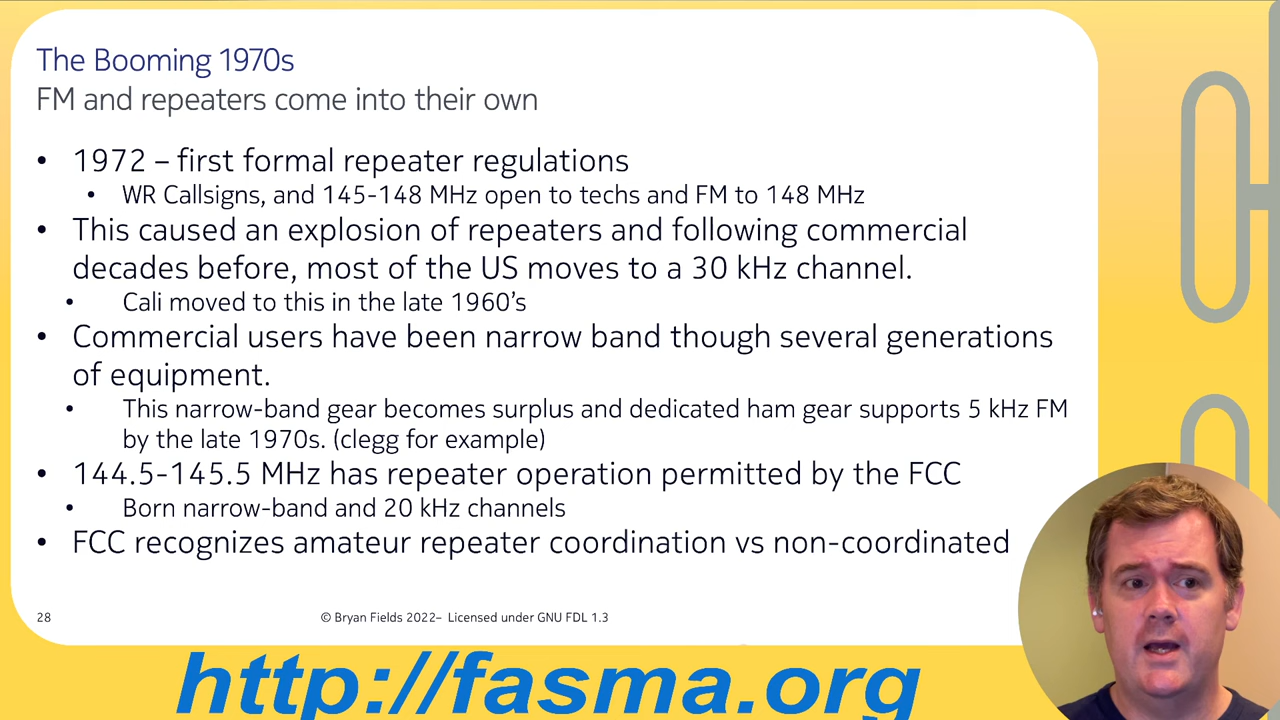 The Booming 1970s
FM and repeaters come into their own
• 1972 – first formal repeater regulations
• WR Callsigns, and 145-148 MHz open to techs and FM to 148 MHz
• This caused an explosion of repeaters and following commercial
decades before, most of the US moves to a 30 kHz channel.
• Cali moved to this in the late 1960's
• Commercial users have been narrow band though several generations
of equipment.
• This narrow-band gear becomes surplus and dedicated ham gear supports 5 kHz FM
by the late 1970s. (clegg for example)
• 144.5-145.5 MHz has repeater operation permitted by the FCC
• Born narrow-band and 20 kHz channels
• FCC recognizes amateur repeater coordination vs non-coordinated
28
© Bryan Fields 2022– Licensed under GNU FDL 1.3
http://fasma.org